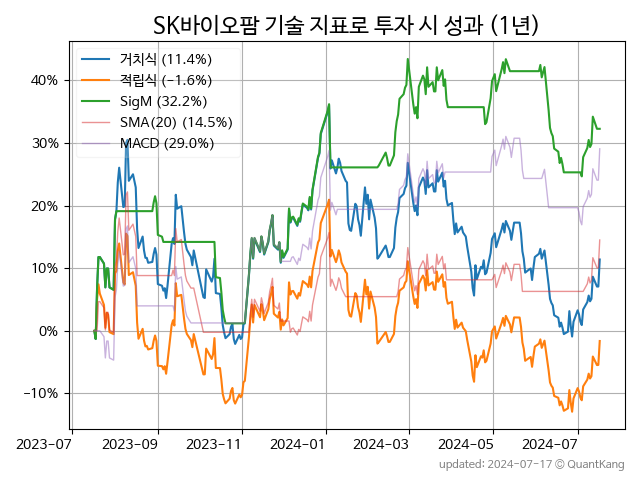 SK바이오팜 기술 지표로 투자 시 성과 (1년)
거치식 (11.4%)
적립식 (-1.6%)
SigM (32.2%)
SMA(20) (14.5%)
MACD (29.0%)
40%
30%
20%
10%
0%
−10%
2023-07 2023-09 2023-11 2024-01 2024-03 2024-05 2024-07
updated: 2024-07-17 © QuantKang